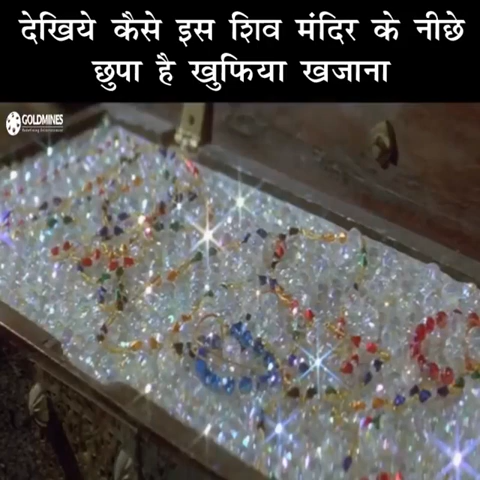 देखिये कैसे इस शिव मंदिर के नीचे
छुपा है खुफिया खजाना
GOLDMINES